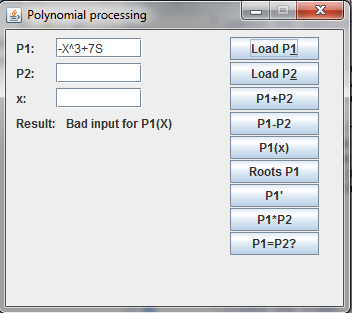 Polynomial processing
P1: -X^3+7S
P2:
x:
Result: Bad input for P1(X)
Load P1
Load P2
P1+P2
P1-P2
P1(x)
Roots P1
P1'
P1*P2
P1=P2?